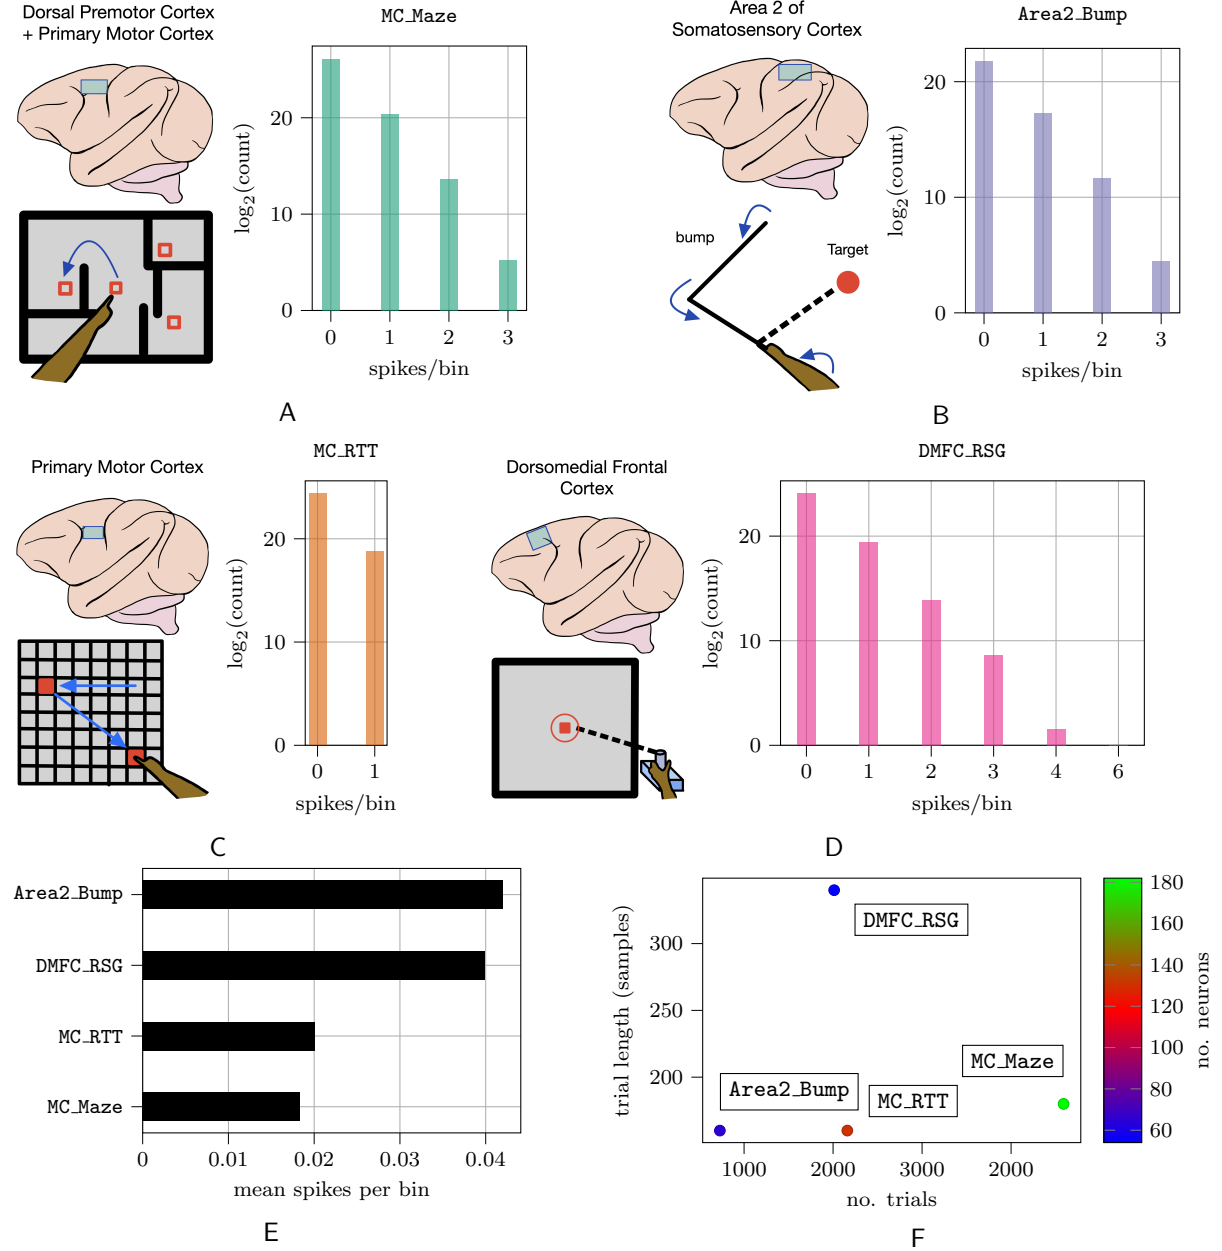 Dorsal Premotor Cortex
+ Primary Motor Cortex
MC_Maze
log2(count)
20
10
0
0 1 2 3
spikes/bin
A
Area 2 of
Somatosensory Cortex
bump
Target
Area2_Bump
log2(count)
20
10
0
0 1 2 3
spikes/bin
B
Primary Motor Cortex
MC_RTT
log2(count)
20
10
0
0 1
spikes/bin
C
Dorsomedial Frontal
Cortex
DMFC_RSG
log2(count)
20
10
0
0 1 2 3 4 6
spikes/bin
D
Area2_Bump
DMFC_RSG
MC_RTT
MC_Maze
0 0.01 0.02 0.03 0.04
mean spikes per bin
E
trial length (samples)
300
250
200
DMFC_RSG
MC_Maze
Area2_Bump
MC_RTT
1000 2000 3000 2000
no. trials
180
160
140
120
100
80
60
no. neurons
F